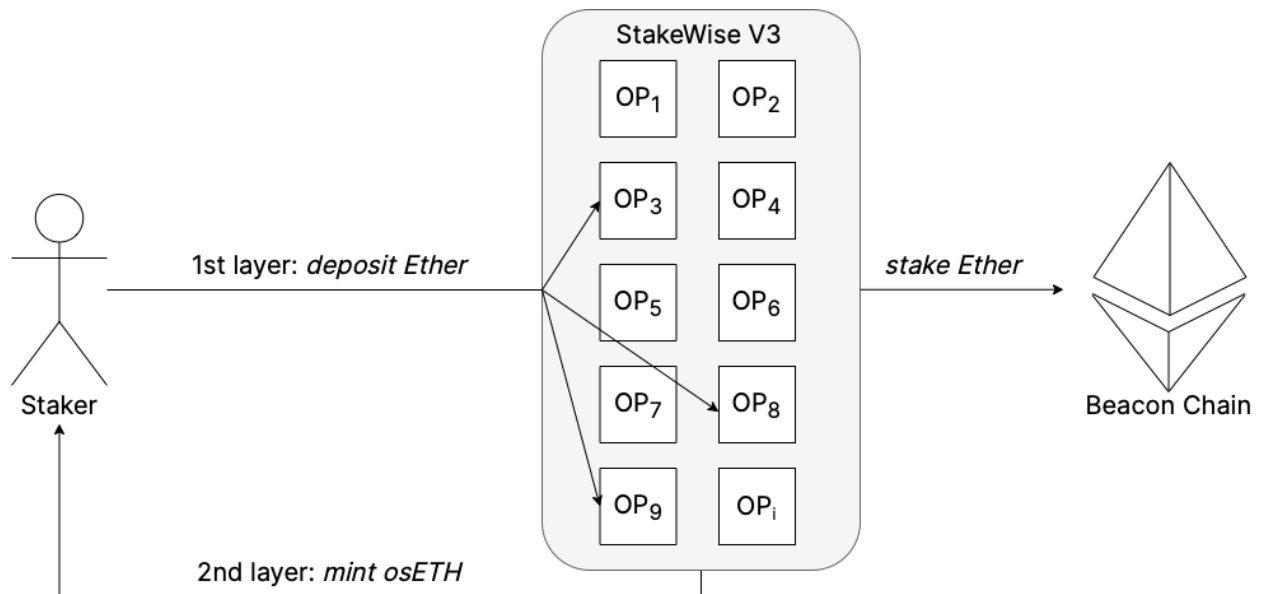 StakeWise V3
OP₁
OP₂
OP₃
OP₄
1st layer: deposit Ether
stake Ether
OP₅
OP₆
OP₇
OP₈
Staker
Beacon Chain
OP₉
OPᵢ
2nd layer: mint osETH